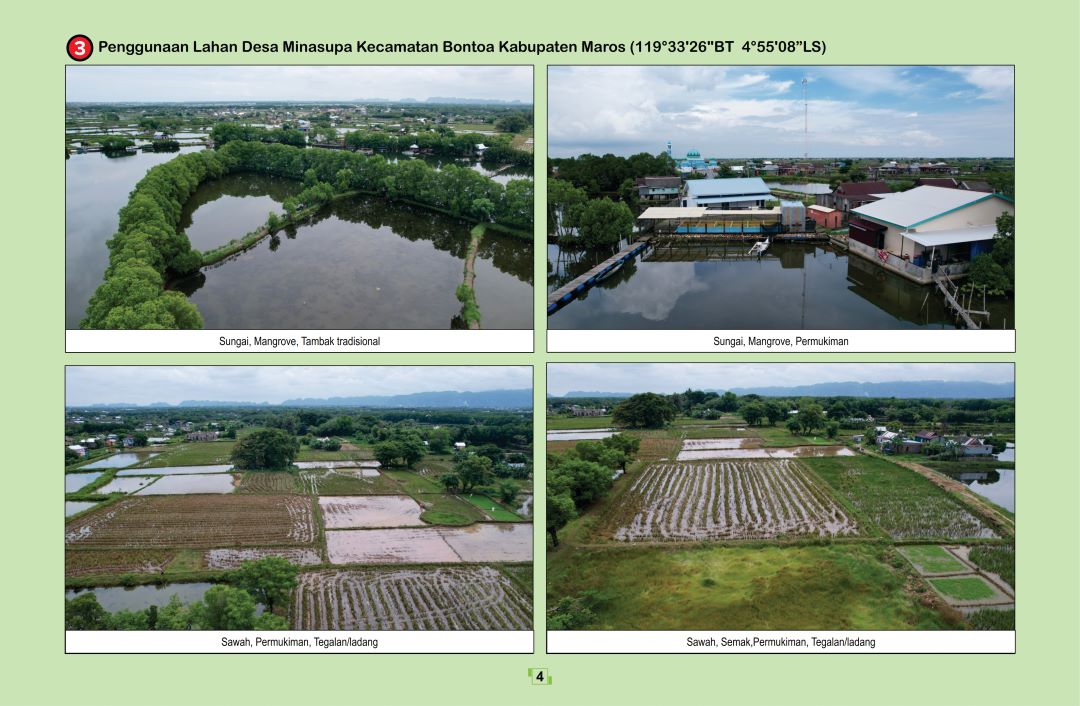 3 Penggunaan Lahan Desa Minasupa Kecamatan Bontoa Kabupaten Maros (119°33'26"BT 4°55'08”LS)
Sungai, Mangrove, Tambak tradisional
Sungai, Mangrove, Permukiman
Sawah, Permukiman, Tegalan/ladang
Sawah, Semak,Permukiman, Tegalan/ladang
4